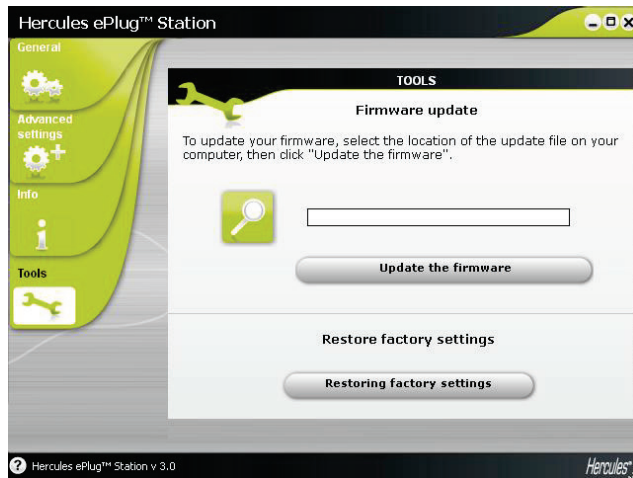 Hercules ePlug™ Station
General
Advanced
settings
Info
Tools
TOOLS
Firmware update
To update your firmware, select the location of the update file on your
computer, then click "Update the firmware".
Update the firmware
Restore factory settings
Restoring factory settings
? Hercules ePlug™ Station v 3.0
Hercules